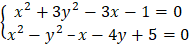 x² + 3y² − 3x − 1 = 0
x² − y² − x − 4y + 5 = 0